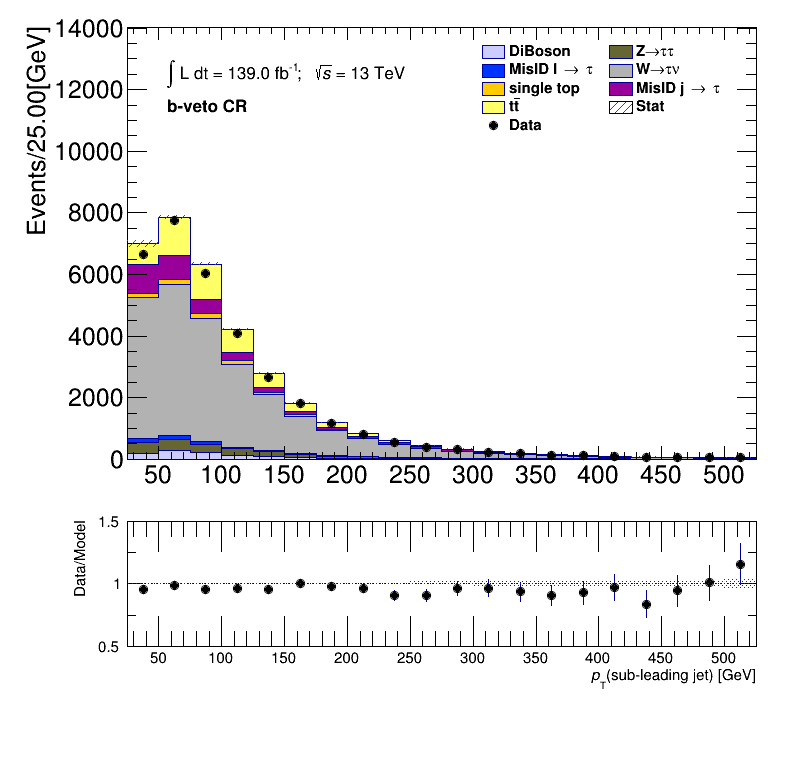 Events/25.00[GeV]
14000
12000
10000
8000
6000
4000
2000
0
∫ L dt = 139.0 fb⁻¹; √s = 13 TeV
b-veto CR
DiBoson
MisID l → τ
single top
tt̄
Data
Z→ττ
W→τν
MisID j → τ
Stat
50 100 150 200 250 300 350 400 450 500
Data/Model
1.5
1
0.5
50 100 150 200 250 300 350 400 450 500
p_T(sub-leading jet) [GeV]